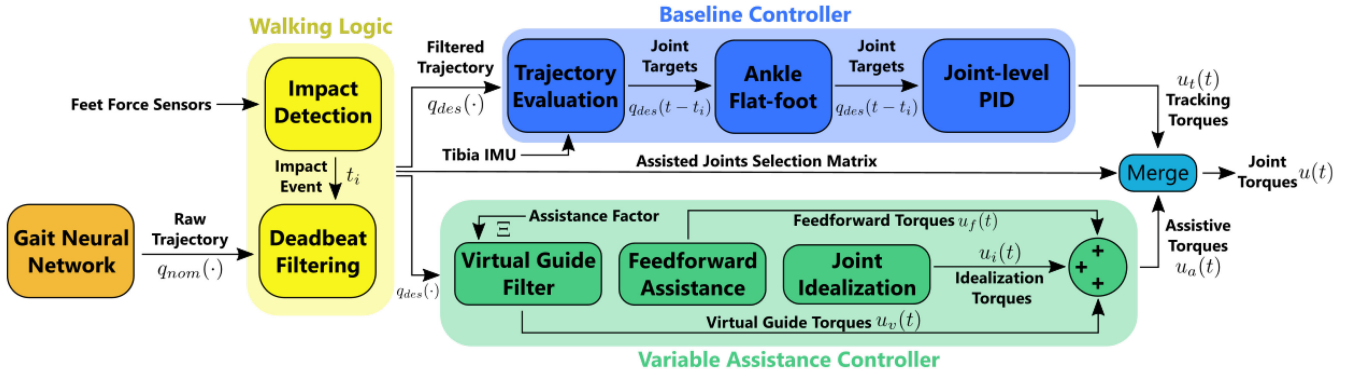 Walking Logic
Baseline Controller
Feet Force Sensors
Impact
Detection
Impact
Event
t_i
Gait Neural
Network
Raw
Trajectory
q_{nom}(·)
Deadbeat
Filtering
Filtered
Trajectory
q_{des}(·)
Trajectory
Evaluation
Tibia IMU
Joint
Targets
q_{des}(t − t_i)
Ankle
Flat-foot
Joint
Targets
q_{des}(t − t_i)
Joint-level
PID
u_t(t)
Tracking
Torques
Assisted Joints Selection Matrix
Merge
Joint
Torques u(t)
Assistive
Torques
u_a(t)
q_{des}(·)
Assistance Factor
Ξ
Virtual Guide
Filter
Feedforward
Assistance
Feedforward Torques u_f(t)
Joint
Idealization
u_i(t)
Idealization
Torques
+
+
+
Virtual Guide Torques u_v(t)
Variable Assistance Controller